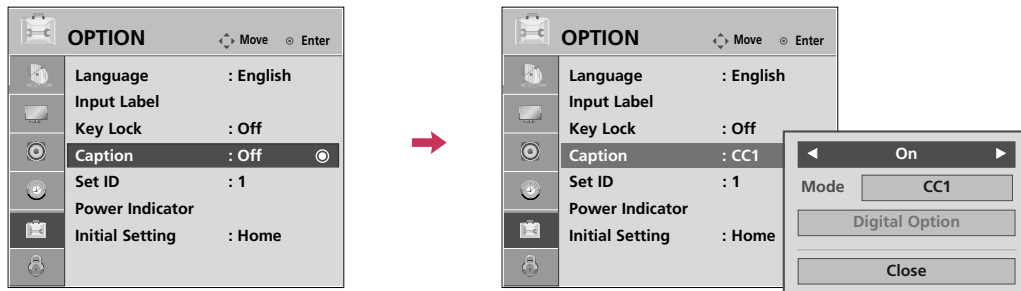 OPTION Move Enter
Language : English
Input Label
Key Lock : Off
Caption : Off
Set ID : 1
Power Indicator
Initial Setting : Home
OPTION Move Enter
Language : English
Input Label
Key Lock : Off
Caption : CC1
Set ID : 1
Power Indicator
Initial Setting : Home
On
Mode CC1
Digital Option
Close